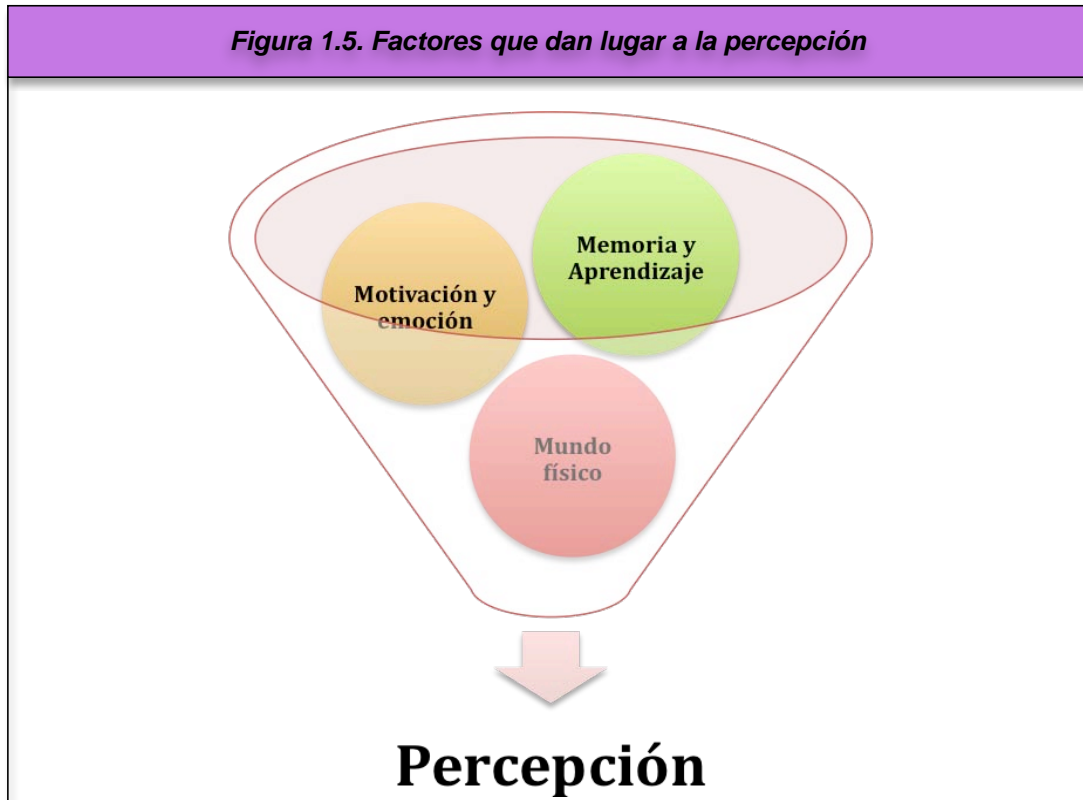 Figura 1.5. Factores que dan lugar a la percepción
Memoria y
Aprendizaje
Motivación y
emoción
Mundo
físico
Percepción